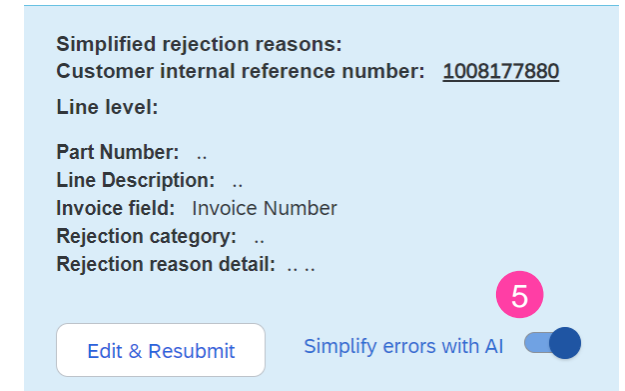 Simplified rejection reasons:
Customer internal reference number: 1008177880
Line level:
Part Number: ..
Line Description: ..
Invoice field: Invoice Number
Rejection category: ..
Rejection reason detail: .. ..
5
Edit & Resubmit
Simplify errors with AI